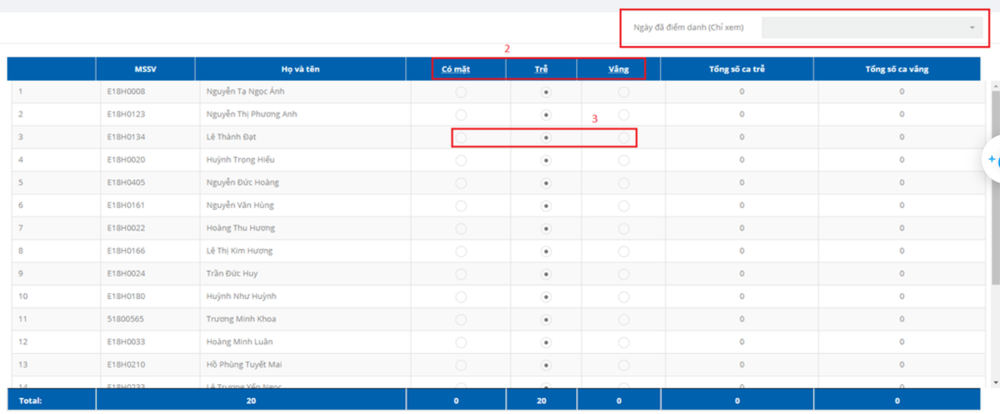 Ngày đã điểm danh (Chỉ xem)
2
MSSV Họ và tên Có mặt Trễ Vắng Tổng số ca trễ Tổng số ca vắng
1 E18H0008 Nguyễn Tạ Ngọc Ánh 0 0
2 E18H0123 Nguyễn Thị Phương Anh 0 0
3
3 E18H0134 Lê Thành Đạt 0 0
4 E18H0020 Huỳnh Trọng Hiếu 0 0
5 E18H0405 Nguyễn Đức Hoàng 0 0
6 E18H0161 Nguyễn Văn Hùng 0 0
7 E18H0022 Hoàng Thu Hương 0 0
8 E18H0166 Lê Thị Kim Hương 0 0
9 E18H0024 Trần Đức Huy 0 0
10 E18H0180 Huỳnh Như Huỳnh 0 0
11 51800565 Trương Minh Khoa 0 0
12 E18H0033 Hoàng Minh Luân 0 0
13 E18H0210 Hồ Phùng Tuyết Mai 0 0
14 E18H0233 Lê Trương Yến Ngọc 0 0
Total: 20 0 20 0 0 0